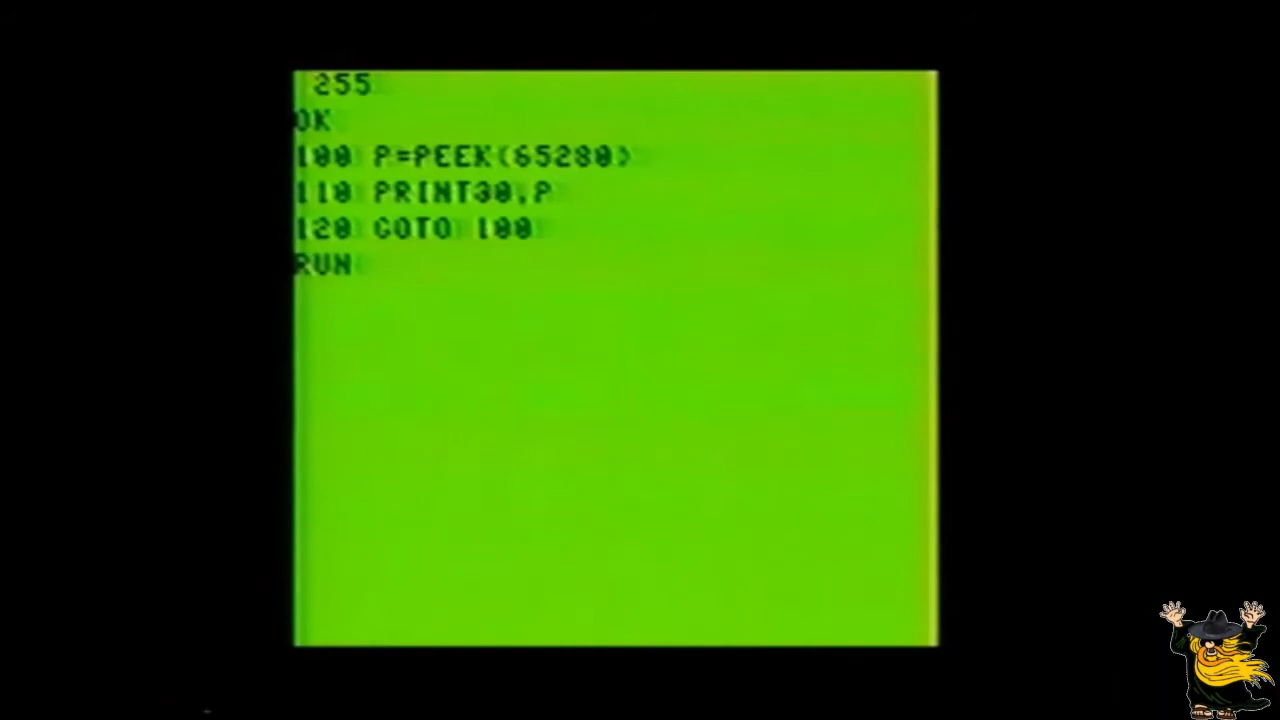 255
OK
100 P=PEEK(65280)
110 PRINT30,P
120 GOTO 100
RUN